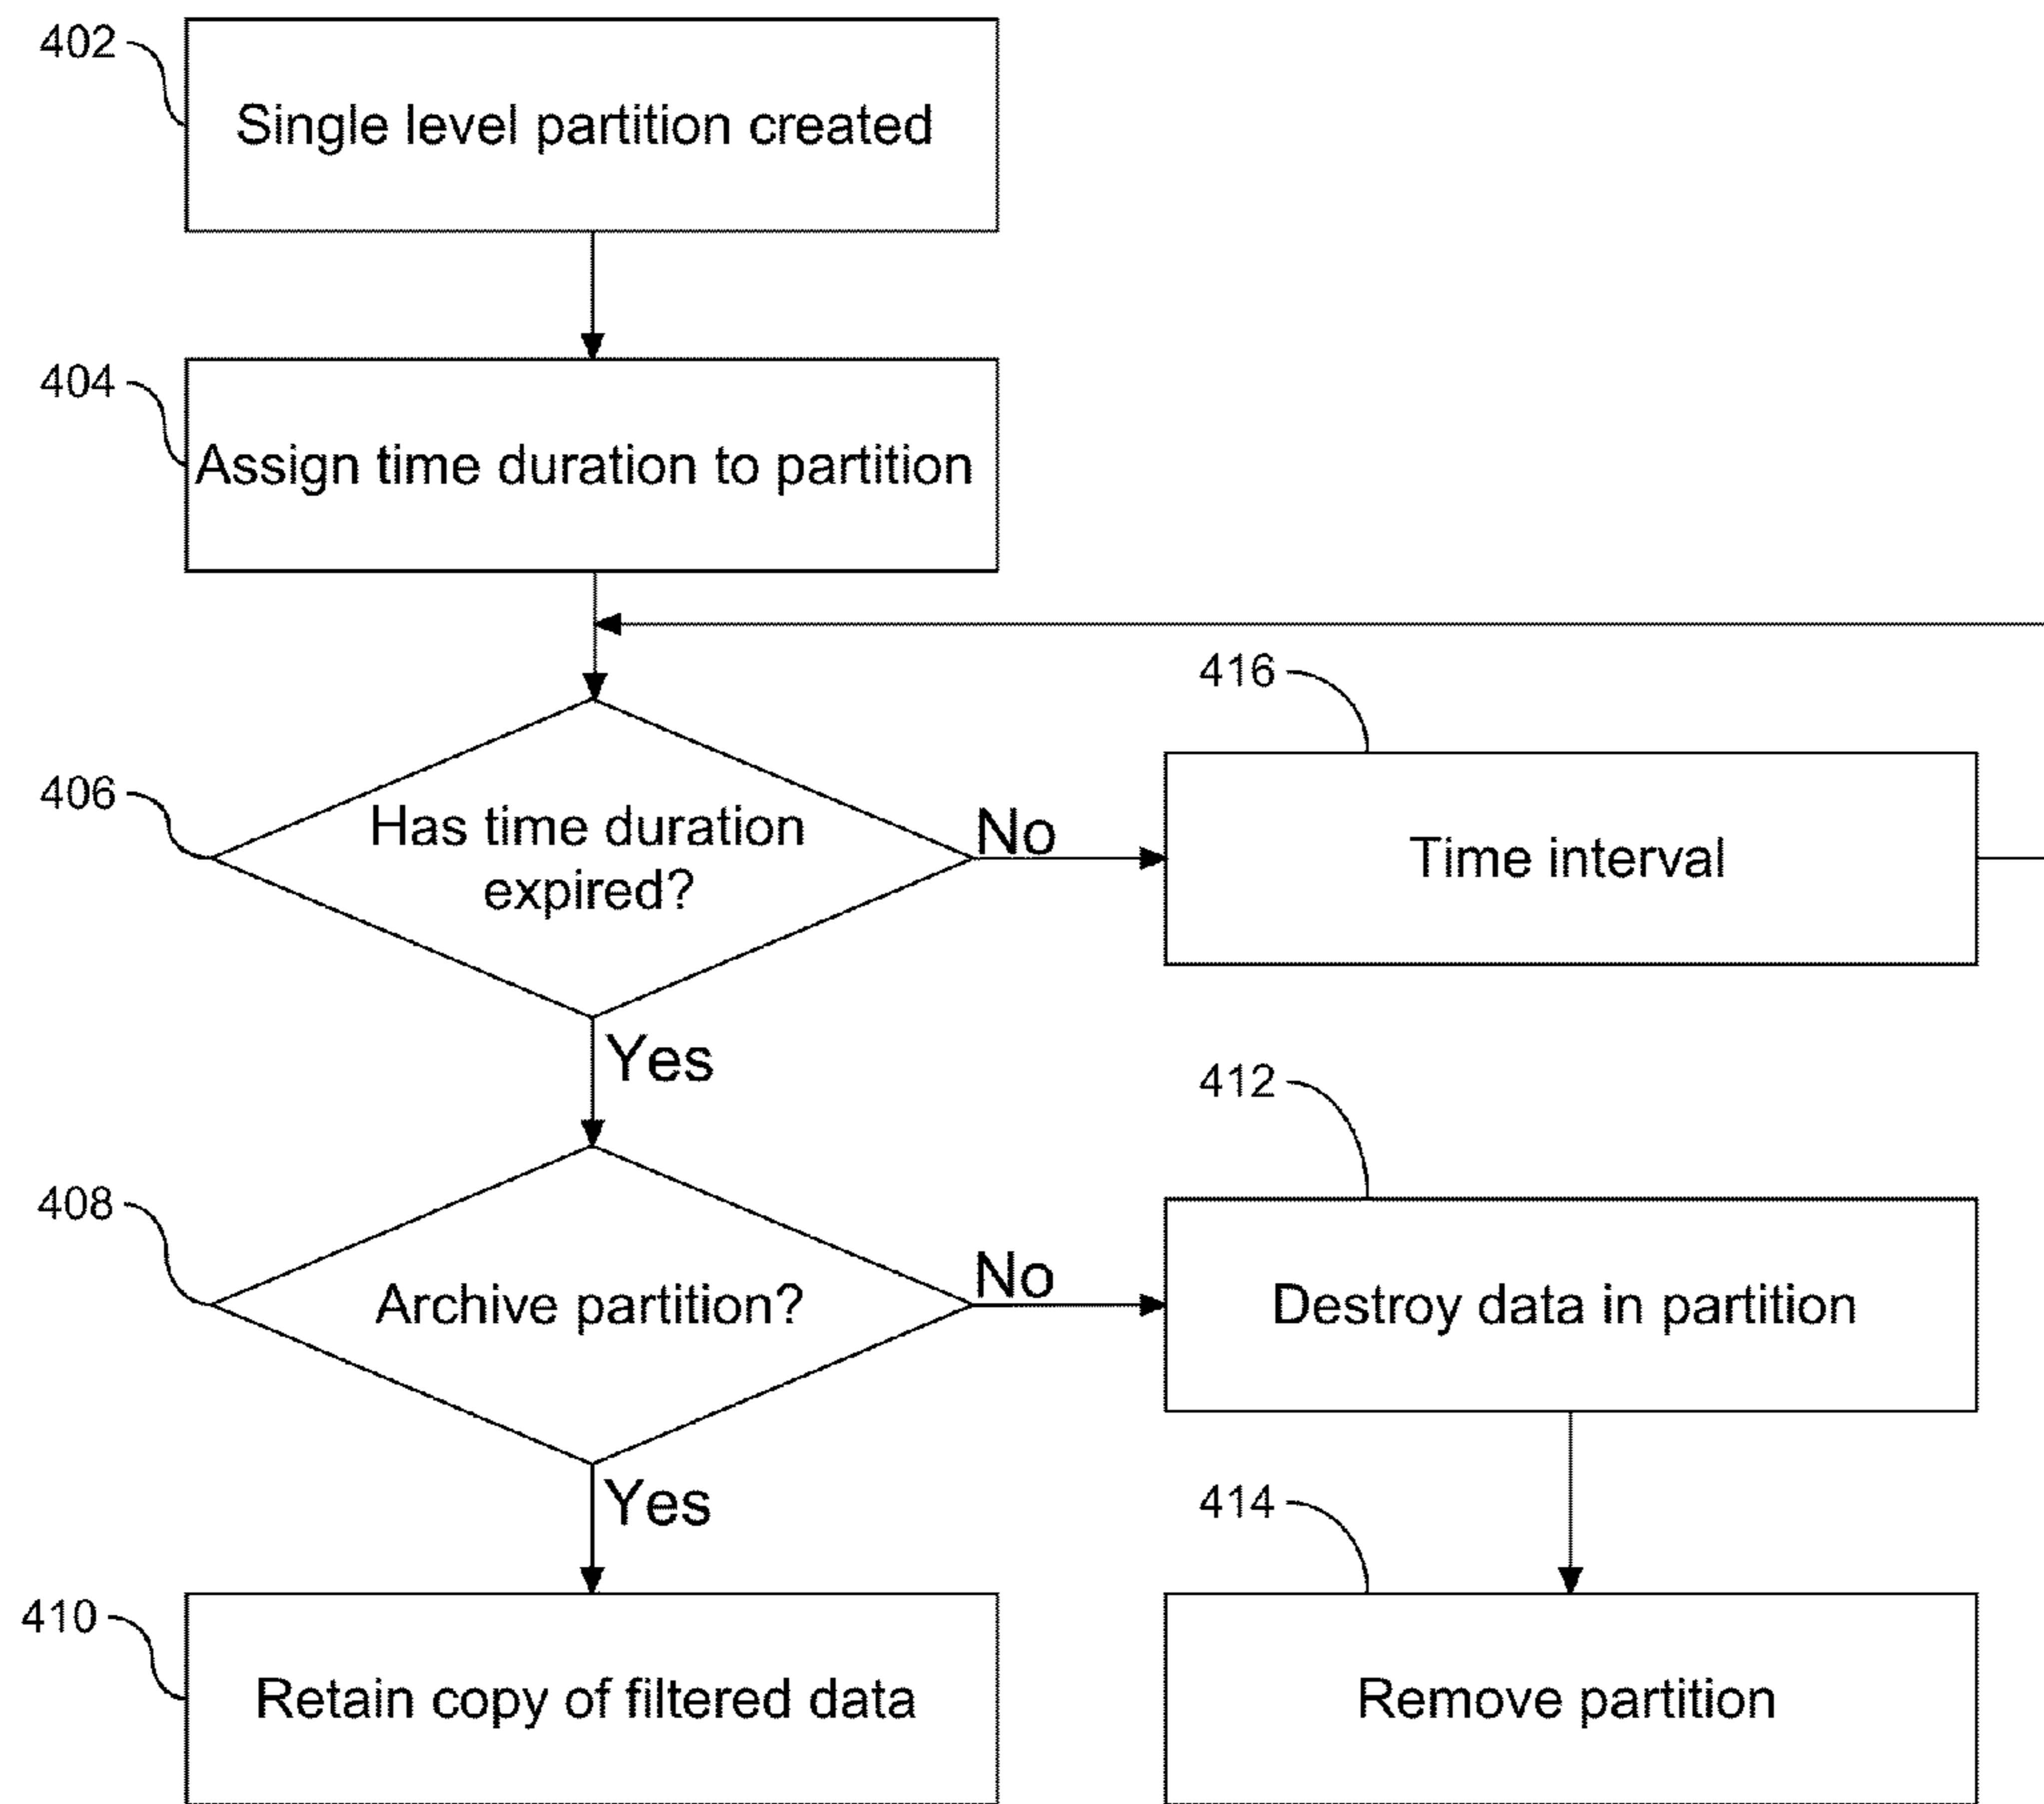 402
Single level partition created
404
Assign time duration to partition
416
406
Has time duration
expired?
No
Time interval
Yes
412
408
Archive partition?
No
Destroy data in partition
Yes
414
410
Retain copy of filtered data
Remove partition